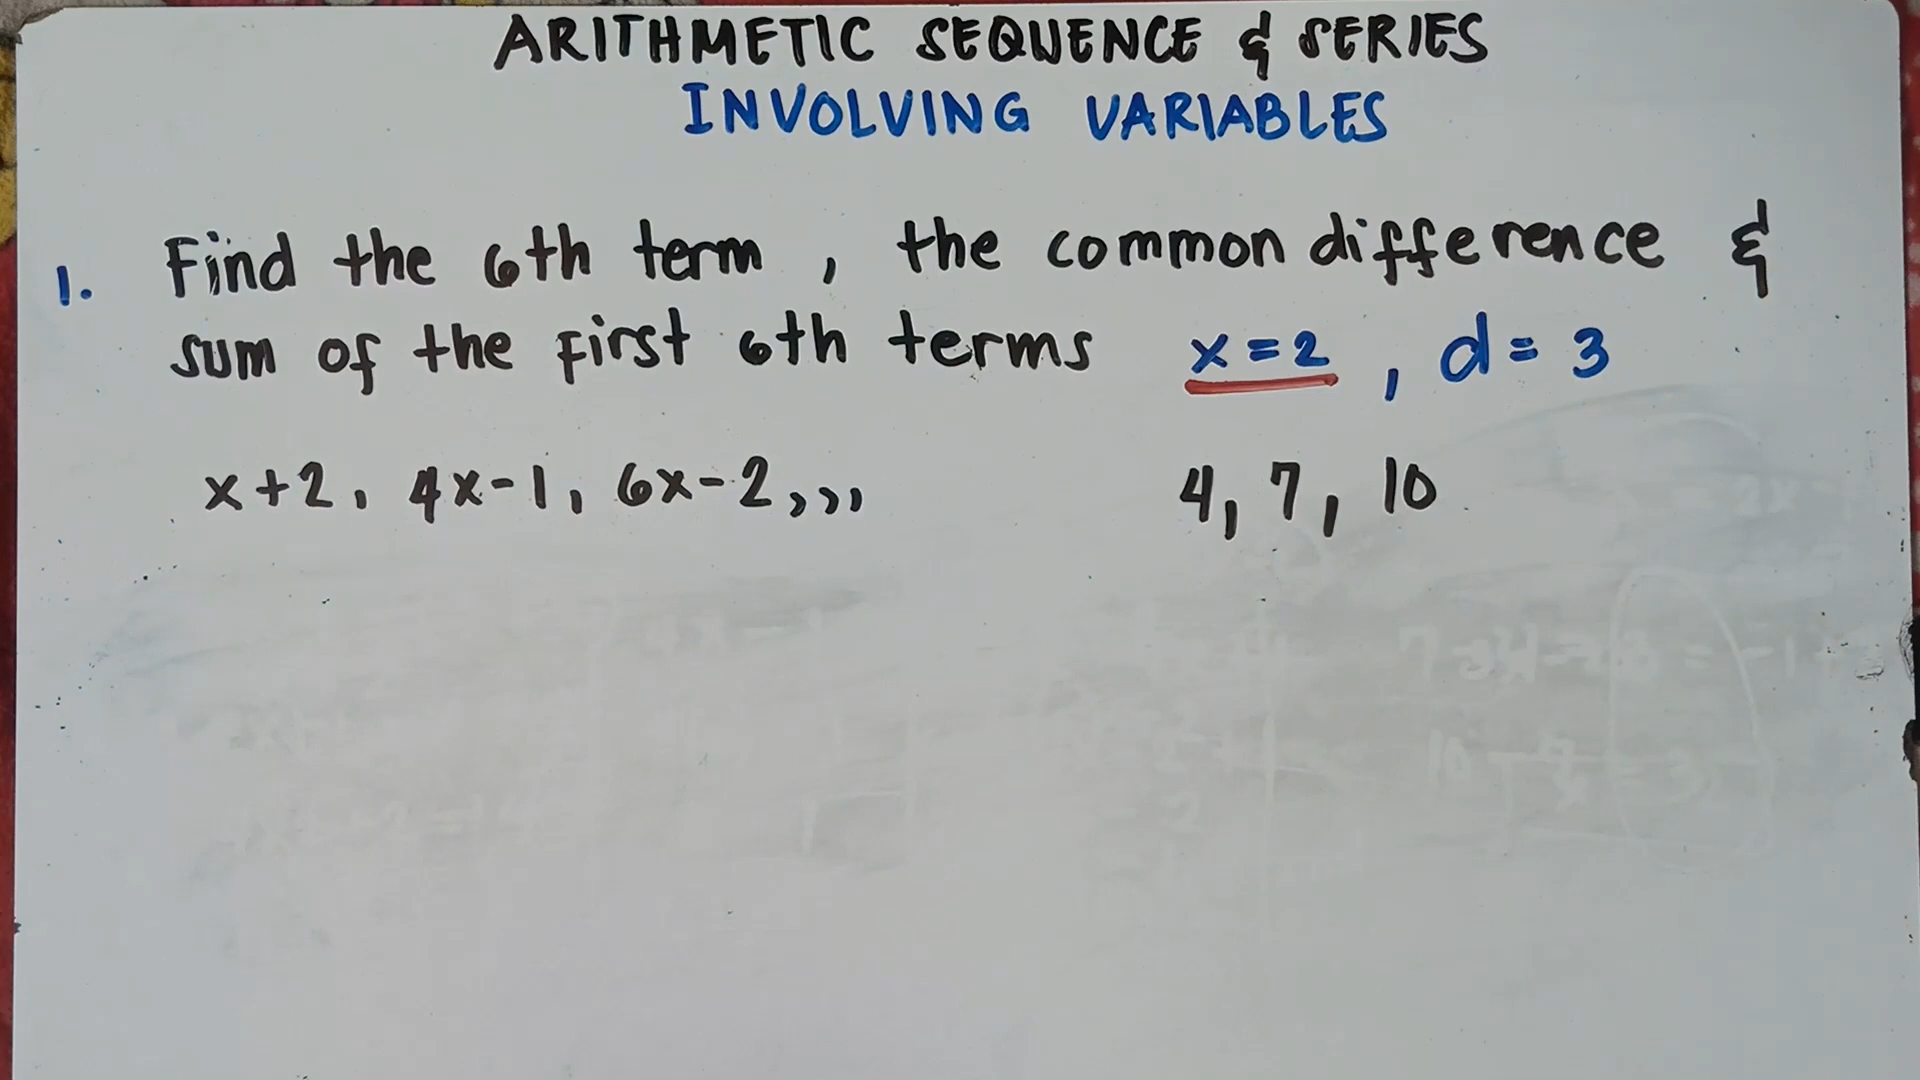 ARITHMETIC SEQUENCE & SERIES
INVOLVING VARIABLES
1. Find the 6th term, the common difference &
sum of the first 6th terms x=2, d=3
x+2, 4x-1, 6x-2,,, 4, 7, 10